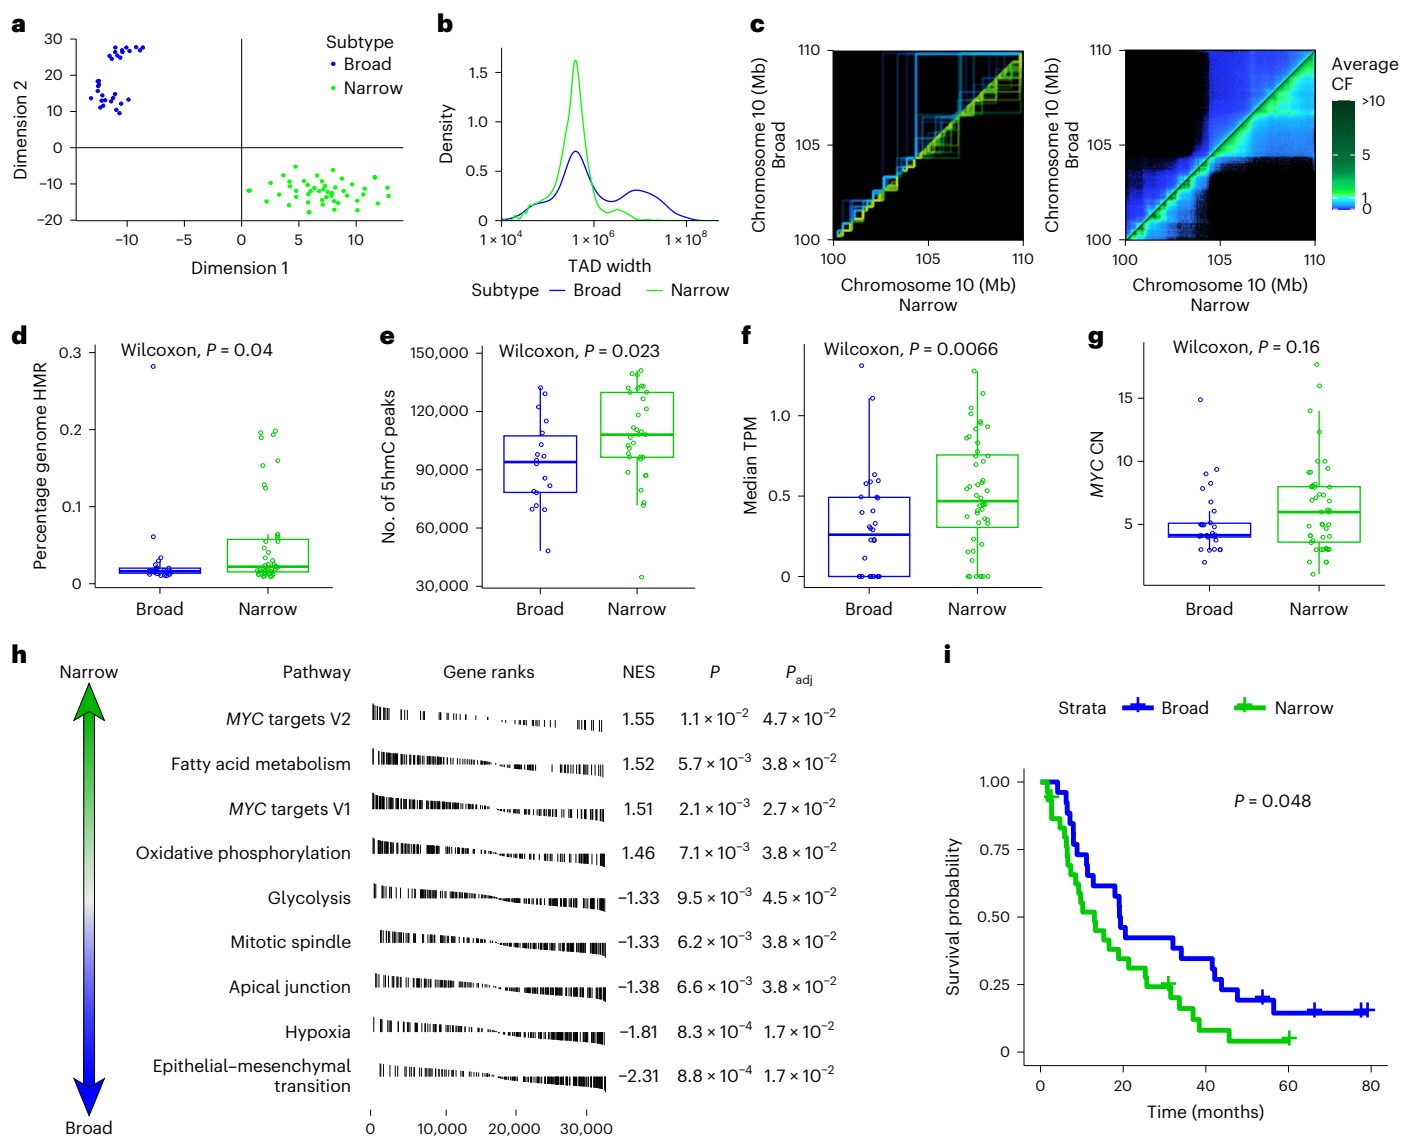 a
30
20
10
0
−10
−20
Dimension 2
−10
−5
0
5
10
Dimension 1
Subtype
Broad
Narrow
b
1.5
1.0
0.5
0
Density
1 × 10⁴
1 × 10⁶
1 × 10⁸
TAD width
Subtype
Broad
Narrow
c
110
105
100
Chromosome 10 (Mb)
Broad
100
105
110
Chromosome 10 (Mb)
Narrow
110
105
100
Chromosome 10 (Mb)
Broad
100
105
110
Chromosome 10 (Mb)
Narrow
Average
CF
>10
5
1
0
d
Wilcoxon, P = 0.04
0.3
0.2
0.1
0
Percentage genome HMR
Broad
Narrow
e
Wilcoxon, P = 0.023
150,000
120,000
90,000
60,000
30,000
No. of 5hmC peaks
Broad
Narrow
f
Wilcoxon, P = 0.0066
1.0
0.5
0
Median TPM
Broad
Narrow
g
Wilcoxon, P = 0.16
15
10
5
MYC CN
Broad
Narrow
h
Narrow
Broad
Pathway Gene ranks NES P Padj
MYC targets V2 1.55 1.1 × 10⁻² 4.7 × 10⁻²
Fatty acid metabolism 1.52 5.7 × 10⁻³ 3.8 × 10⁻²
MYC targets V1 1.51 2.1 × 10⁻³ 2.7 × 10⁻²
Oxidative phosphorylation 1.46 7.1 × 10⁻³ 3.8 × 10⁻²
Glycolysis −1.33 9.5 × 10⁻³ 4.5 × 10⁻²
Mitotic spindle −1.33 6.2 × 10⁻³ 3.8 × 10⁻²
Apical junction −1.38 6.6 × 10⁻³ 3.8 × 10⁻²
Hypoxia −1.81 8.3 × 10⁻⁴ 1.7 × 10⁻²
Epithelial–mesenchymal
transition −2.31 8.8 × 10⁻⁴ 1.7 × 10⁻²
0 10,000 20,000 30,000
i
Strata Broad Narrow
P = 0.048
1.00
0.75
0.50
0.25
0
Survival probability
0 20 40 60 80
Time (months)